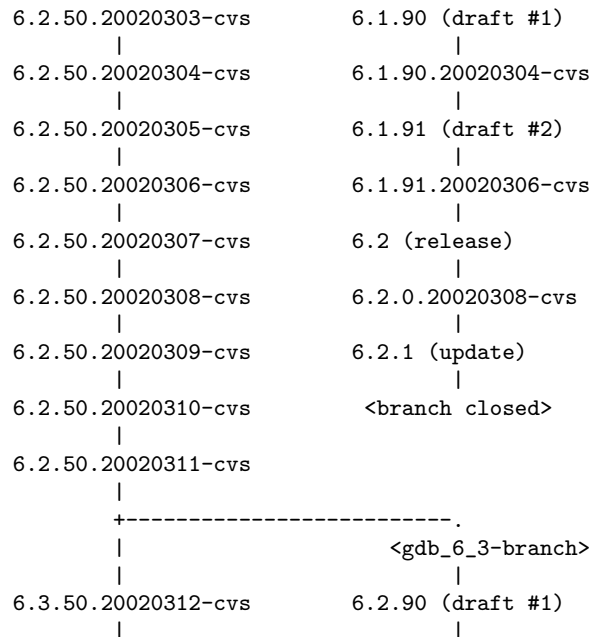 6.2.50.20020303-cvs        6.1.90 (draft #1)
         |                          |
6.2.50.20020304-cvs        6.1.90.20020304-cvs
         |                          |
6.2.50.20020305-cvs        6.1.91 (draft #2)
         |                          |
6.2.50.20020306-cvs        6.1.91.20020306-cvs
         |                          |
6.2.50.20020307-cvs        6.2 (release)
         |                          |
6.2.50.20020308-cvs        6.2.0.20020308-cvs
         |                          |
6.2.50.20020309-cvs        6.2.1 (update)
         |                          |
6.2.50.20020310-cvs         <branch closed>
         |
6.2.50.20020311-cvs
         |
         +--------------------------.
         |                     <gdb_6_3-branch>
         |                          |
6.3.50.20020312-cvs        6.2.90 (draft #1)
         |                          |